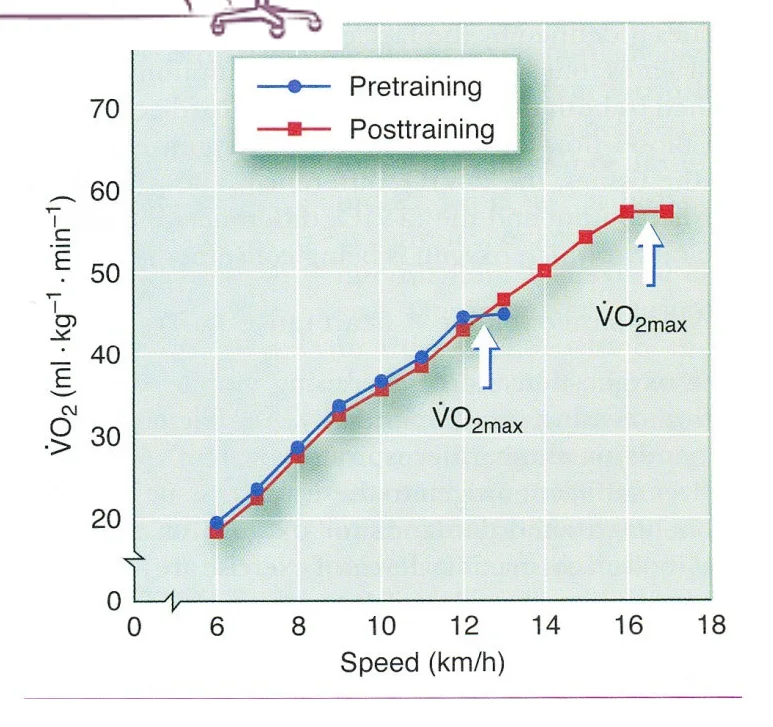 Pretraining
Posttraining
70
60
50
40
30
20
0
V̇O₂ (ml · kg⁻¹ · min⁻¹)
V̇O₂max
V̇O₂max
0 6 8 10 12 14 16 18
Speed (km/h)